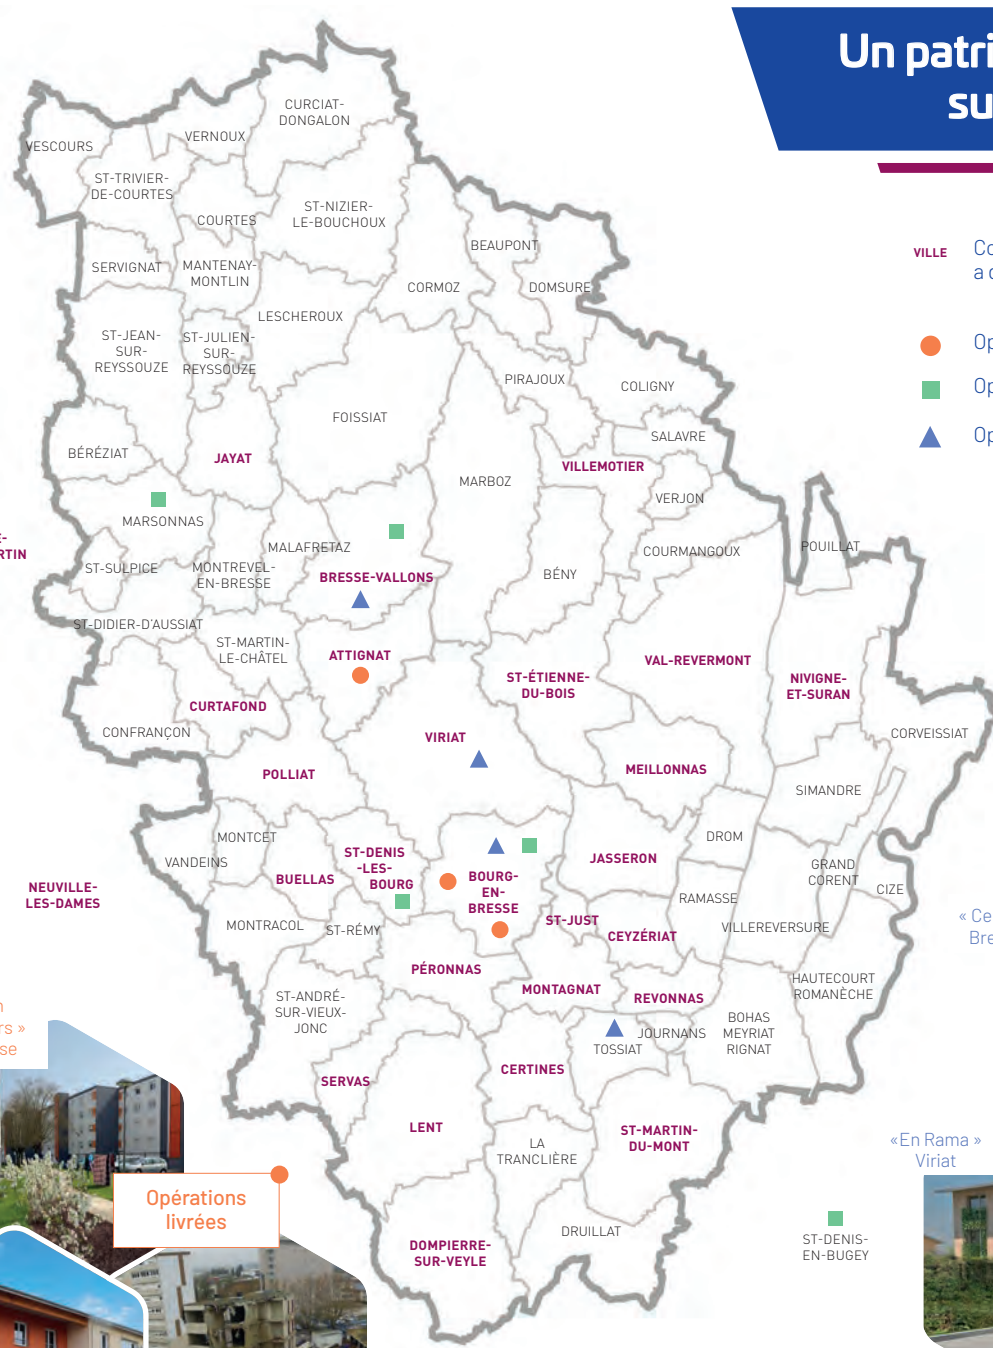 Un patri
su
VILLE
Co
a c
Op
Op
Op
CURCIAT-
DONGALON
VERNOUX
VESCOURS
ST-TRIVIER-
DE-COURTES
COURTES
ST-NIZIER-
LE-BOUCHOUX
BEAUPONT
SERVIGNAT
MANTENAY-
MONTLIN
CORMOZ
DOMSURE
LESCHEROUX
ST-JEAN-
SUR-
REYSSOUZE
ST-JULIEN-
SUR-
REYSSOUZE
PIRAJOUX
COLIGNY
FOISSIAT
SALAVRE
BÉRÉZIAT
JAYAT
VILLEMOTIER
MARBOZ
VERJON
MARSONNAS
E-
RTIN
MALAFRETAZ
COURMANGOUX
POUILLAT
ST-SULPICE
MONTREVEL-
EN-BRESSE
BRESSE-VALLONS
BÉNY
ST-DIDIER-D'AUSSIAT
ST-MARTIN-
LE-CHÂTEL
ATTIGNAT
VAL-REVERMONT
ST-ÉTIENNE-
DU-BOIS
NIVIGNE-
ET-SURAN
CURTAFOND
CONFRANÇON
VIRIAT
CORVEISSIAT
POLLIAT
MEILLONNAS
SIMANDRE
MONTCET
DROM
VANDEINS
ST-DENIS
-LES-
BOURG
JASSERON
BUELLAS
BOURG-
EN-
BRESSE
GRAND
CORENT
CIZE
NEUVILLE-
LES-DAMES
RAMASSE
MONTRACOL
ST-RÉMY
ST-JUST
CEYZÉRIAT
VILLEREVERSURE
« Ce
Bre
PÉRONNAS
MONTAGNAT
REVONNAS
HAUTECOURT
ROMANÈCHE
ST-ANDRÉ-
SUR-VIEUX-
JONC
BOHAS
MEYRIAT
RIGNAT
JOURNANS
TOSSIAT
n
rs »
se
SERVAS
CERTINES
LENT
ST-MARTIN-
DU-MONT
LA
TRANCLIÈRE
«En Rama »
Viriat
Opérations
livrées
DRUILLAT
DOMPIERRE-
SUR-VEYLE
ST-DENIS-
EN-BUGEY